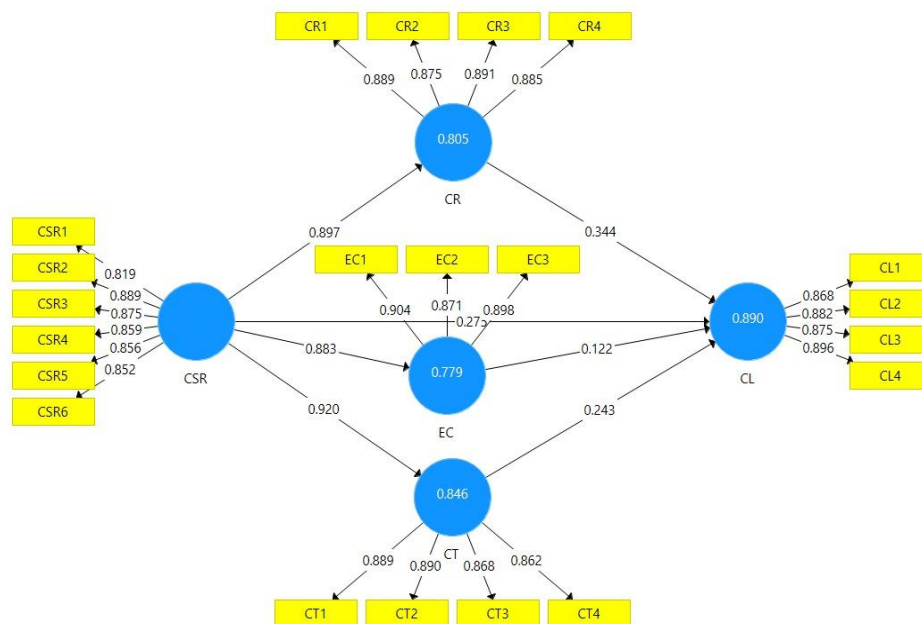 CR1 CR2 CR3 CR4
0.889 0.875 0.891 0.885
0.805
CR
CSR1
CSR2
CSR3
CSR4
CSR5
CSR6
0.819
0.889
0.875
0.859
0.856
0.852
CSR
0.897
0.344
EC1 EC2 EC3
0.904 0.871 0.898
0.275
0.883
0.122
0.779
EC
0.920
0.243
0.890
CL
0.868
0.882
0.875
0.896
CL1
CL2
CL3
CL4
0.846
CT
0.889 0.890 0.868 0.862
CT1 CT2 CT3 CT4